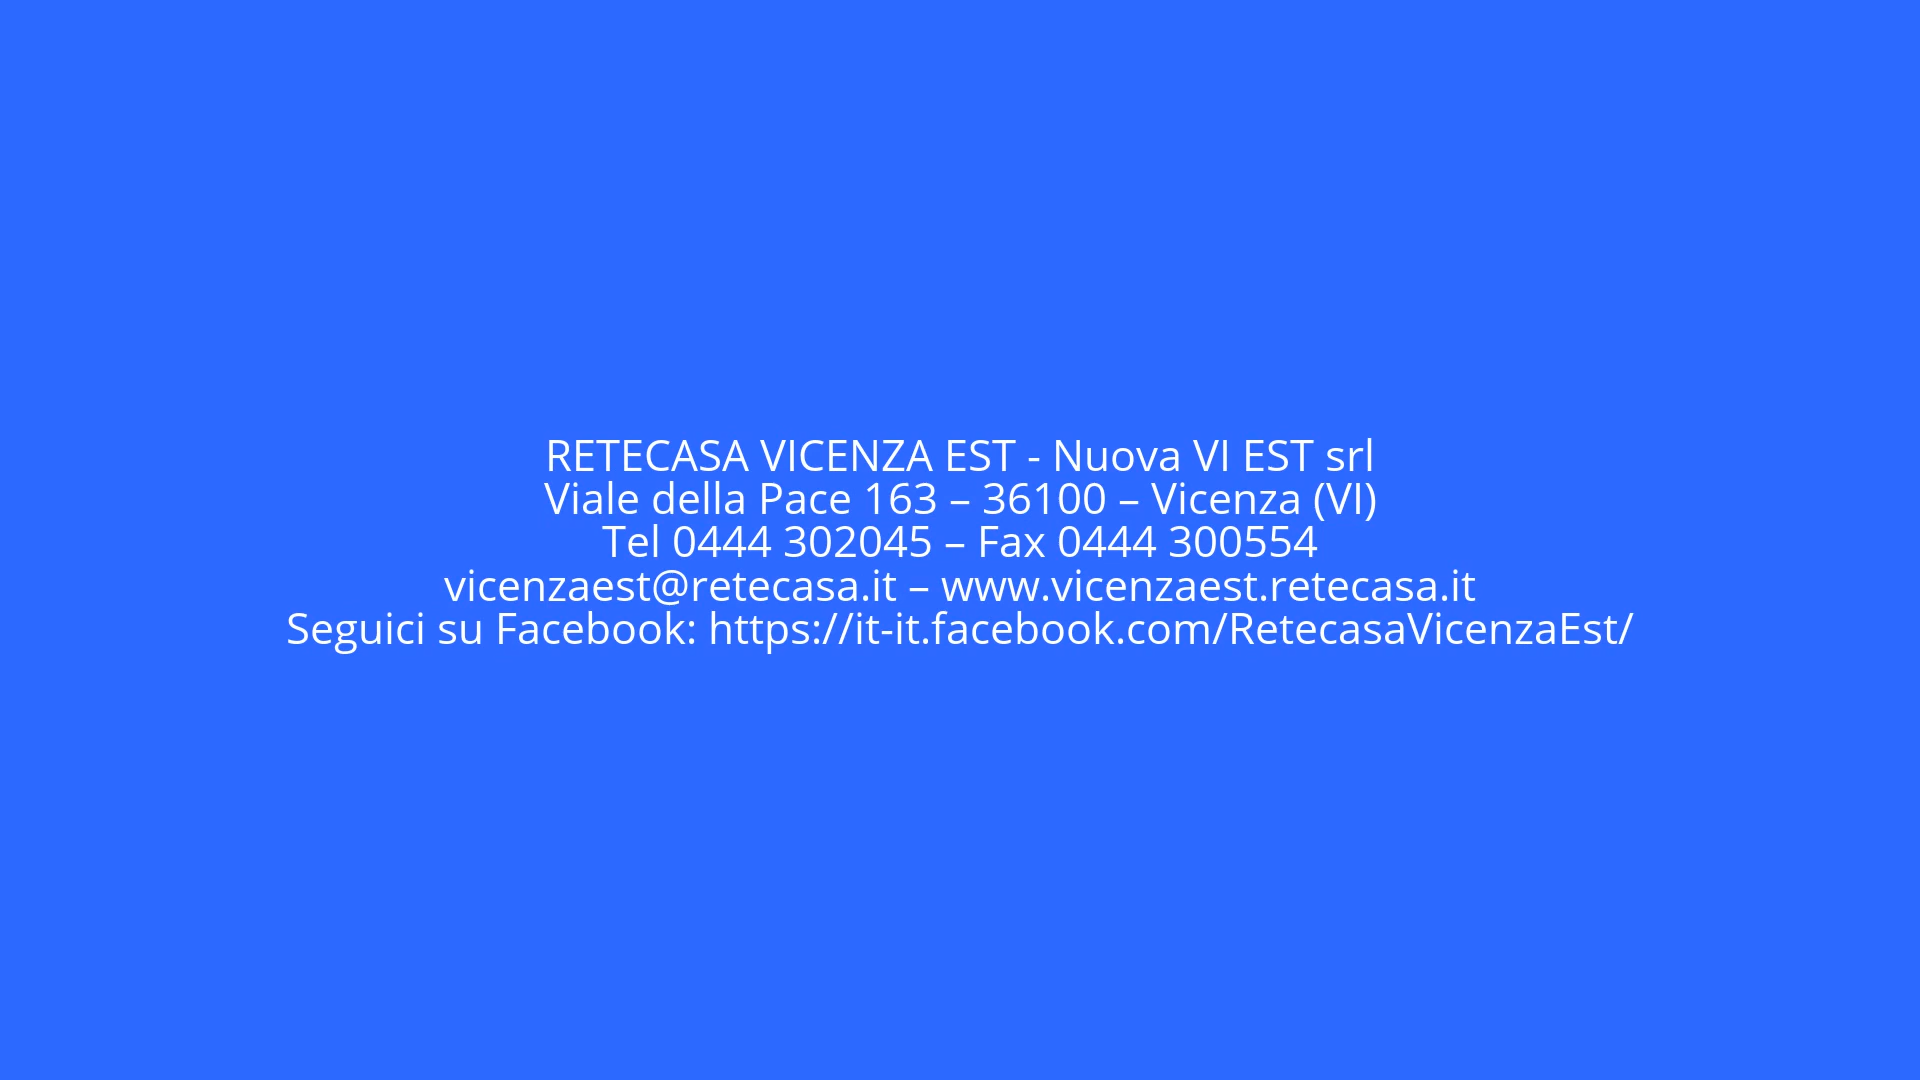 RETECASA VICENZA EST - Nuova VI EST srl
Viale della Pace 163 – 36100 – Vicenza (VI)
Tel 0444 302045 – Fax 0444 300554
vicenzaest@retecasa.it – www.vicenzaest.retecasa.it
Seguici su Facebook: https://it-it.facebook.com/RetecasaVicenzaEst/